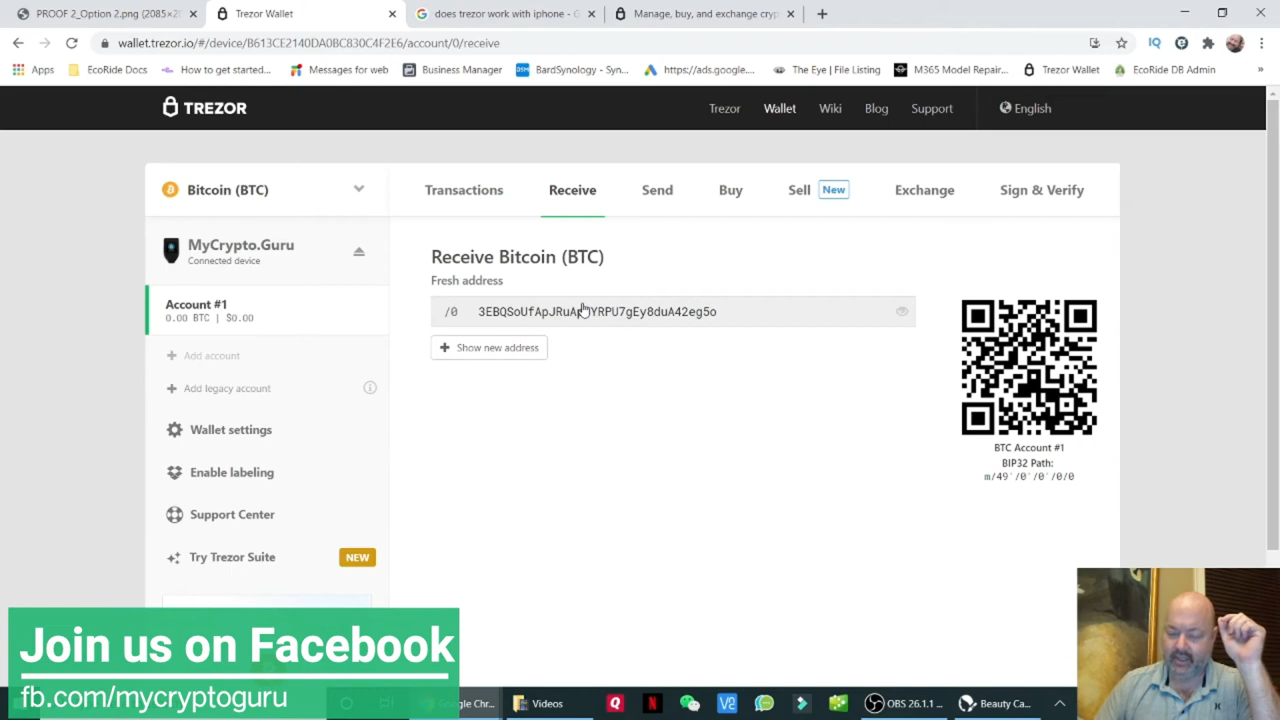 PROOF 2_Option 2.png (2085×2
Trezor Wallet
does trezor work with iphone - G
Manage, buy, and exchange cryp
wallet.trezor.io/#/device/B613CE2140DA0BC830C4F2E6/account/0/receive
Apps
EcoRide Docs
How to get started...
Messages for web
Business Manager
BardSynology - Syn...
https://ads.google....
The Eye | File Listing
M365 Model Repair...
Trezor Wallet
EcoRide DB Admin
TREZOR
Trezor
Wallet
Wiki
Blog
Support
English
Bitcoin (BTC)
Transactions
Receive
Send
Buy
Sell New
Exchange
Sign & Verify
MyCrypto.Guru
Connected device
Account #1
0.00 BTC | $0.00
Add account
Add legacy account
Wallet settings
Enable labeling
Support Center
Try Trezor Suite NEW
Receive Bitcoin (BTC)
Fresh address
/0
Show new address
BTC Account #1
BIP32 Path:
m/49'/0'/0'/0/0
Join us on Facebook
fb.com/mycryptoguru
Google Chr...
Videos
OBS 26.1.1 ...
Beauty Ca...